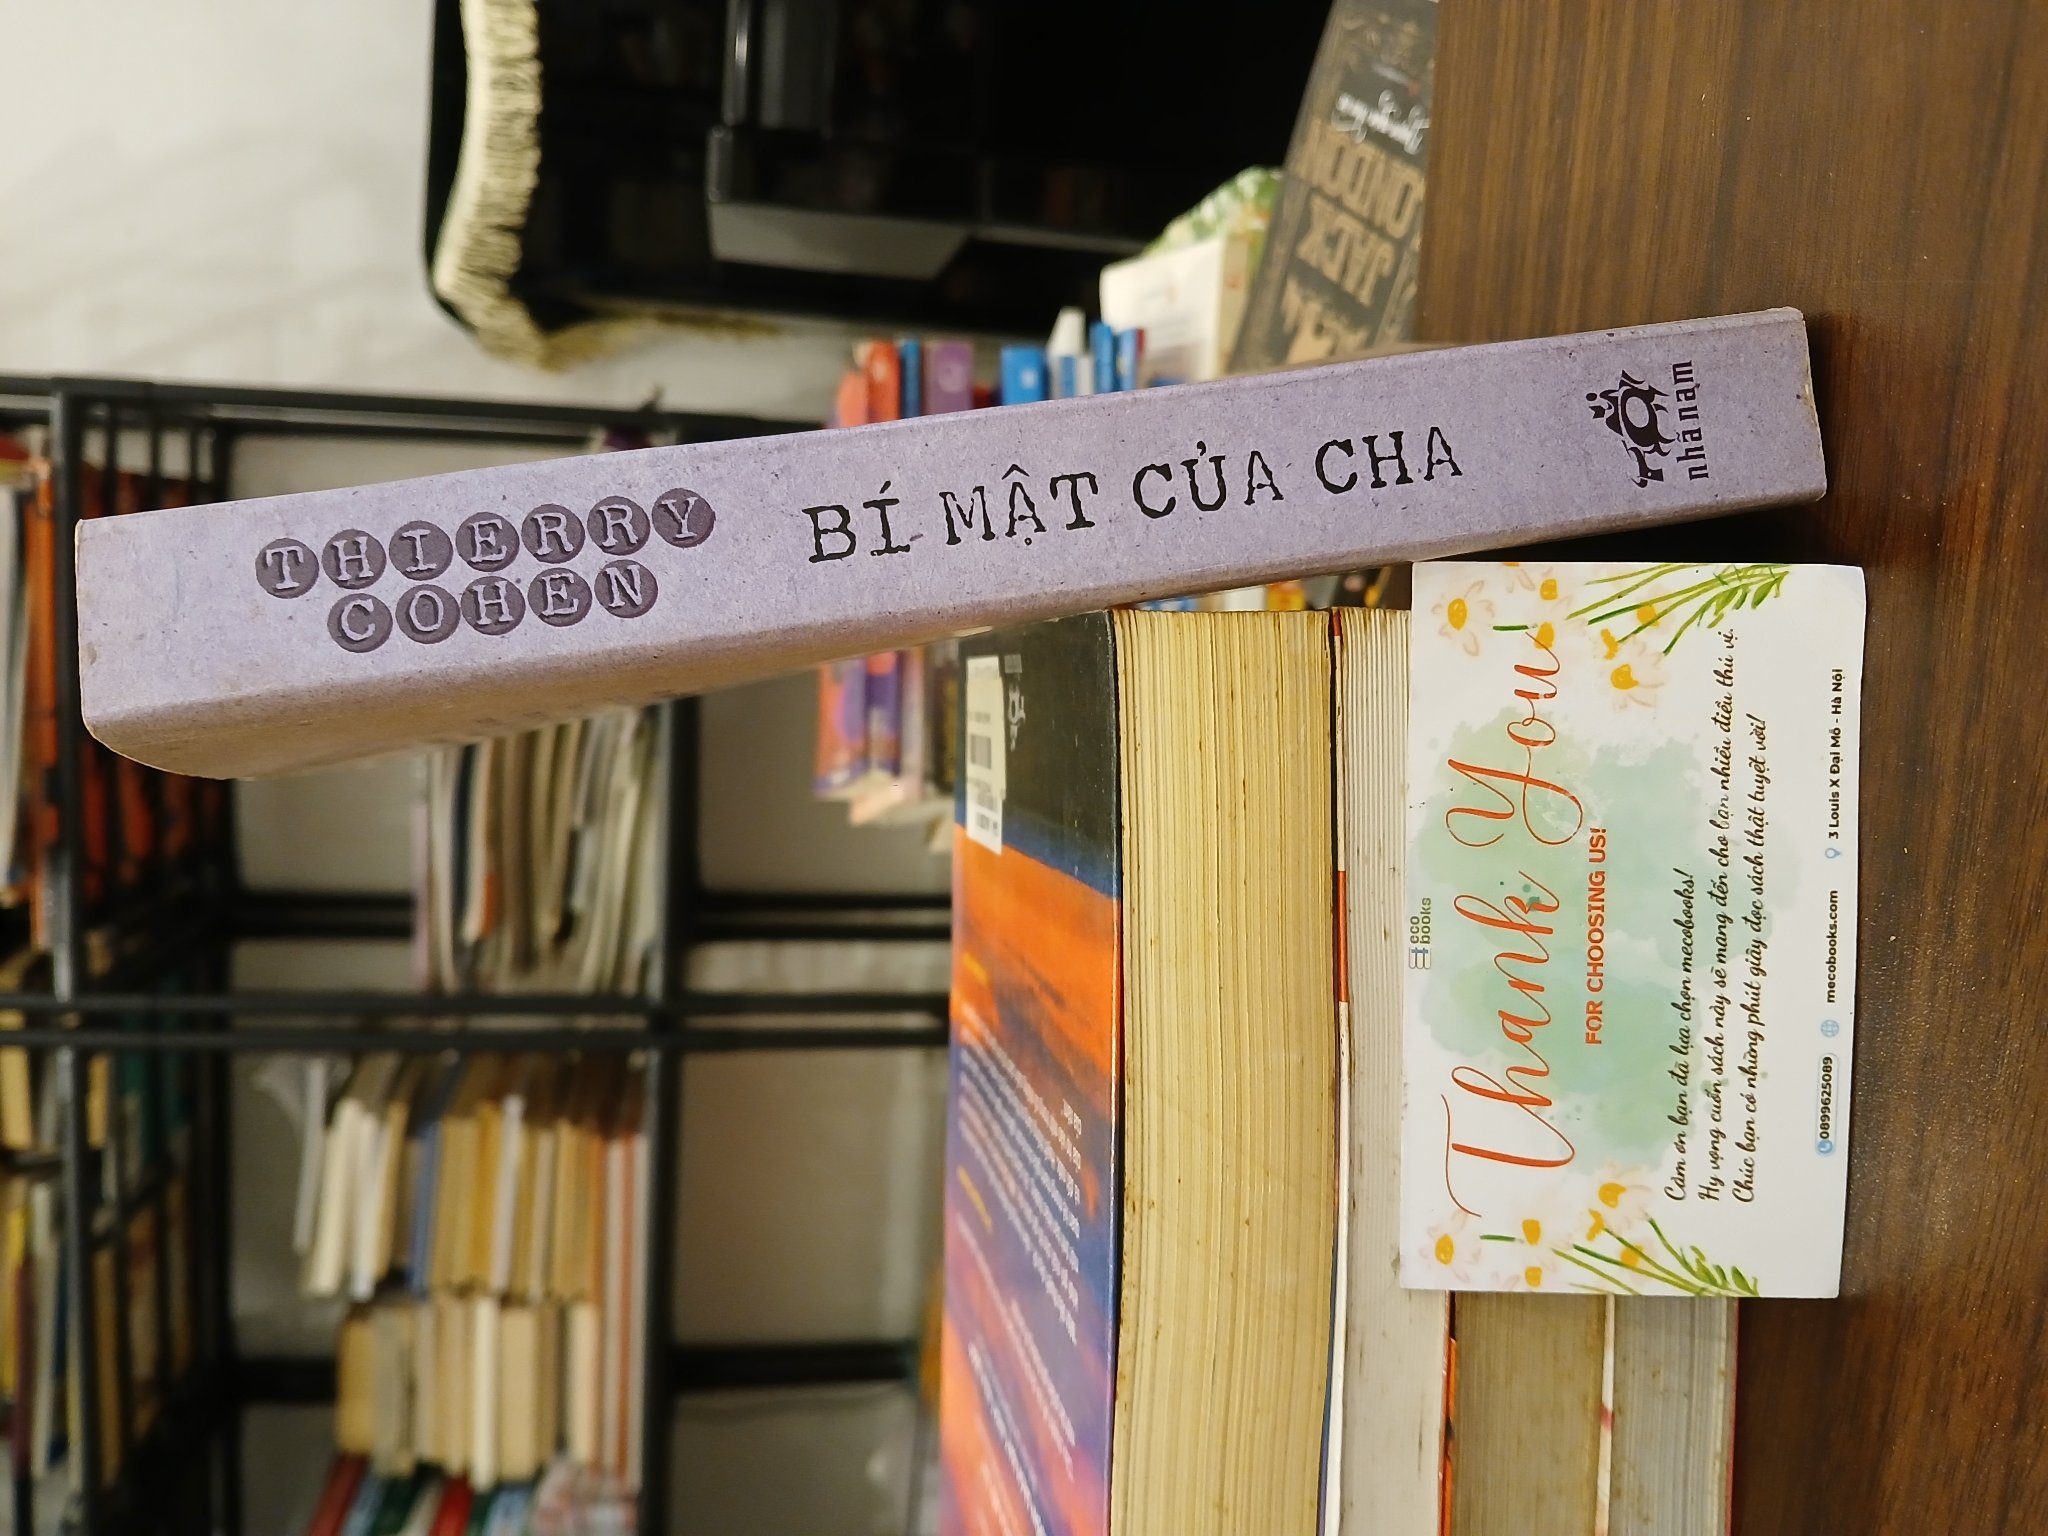 THIERRY
COHEN
BÍ MẬT CỦA CHA
nhã nam
JACK
LONDON
eco
books
Thank You
FOR CHOOSING US!
Cảm ơn bạn đã lựa chọn mecobooks!
Hy vọng cuốn sách này sẽ mang đến cho bạn nhiều điều thú vị.
Chúc bạn có những phút giây đọc sách thật tuyệt vời!
0899625089 mecobooks.com 3 Louis X Đại Mỗ - Hà Nội